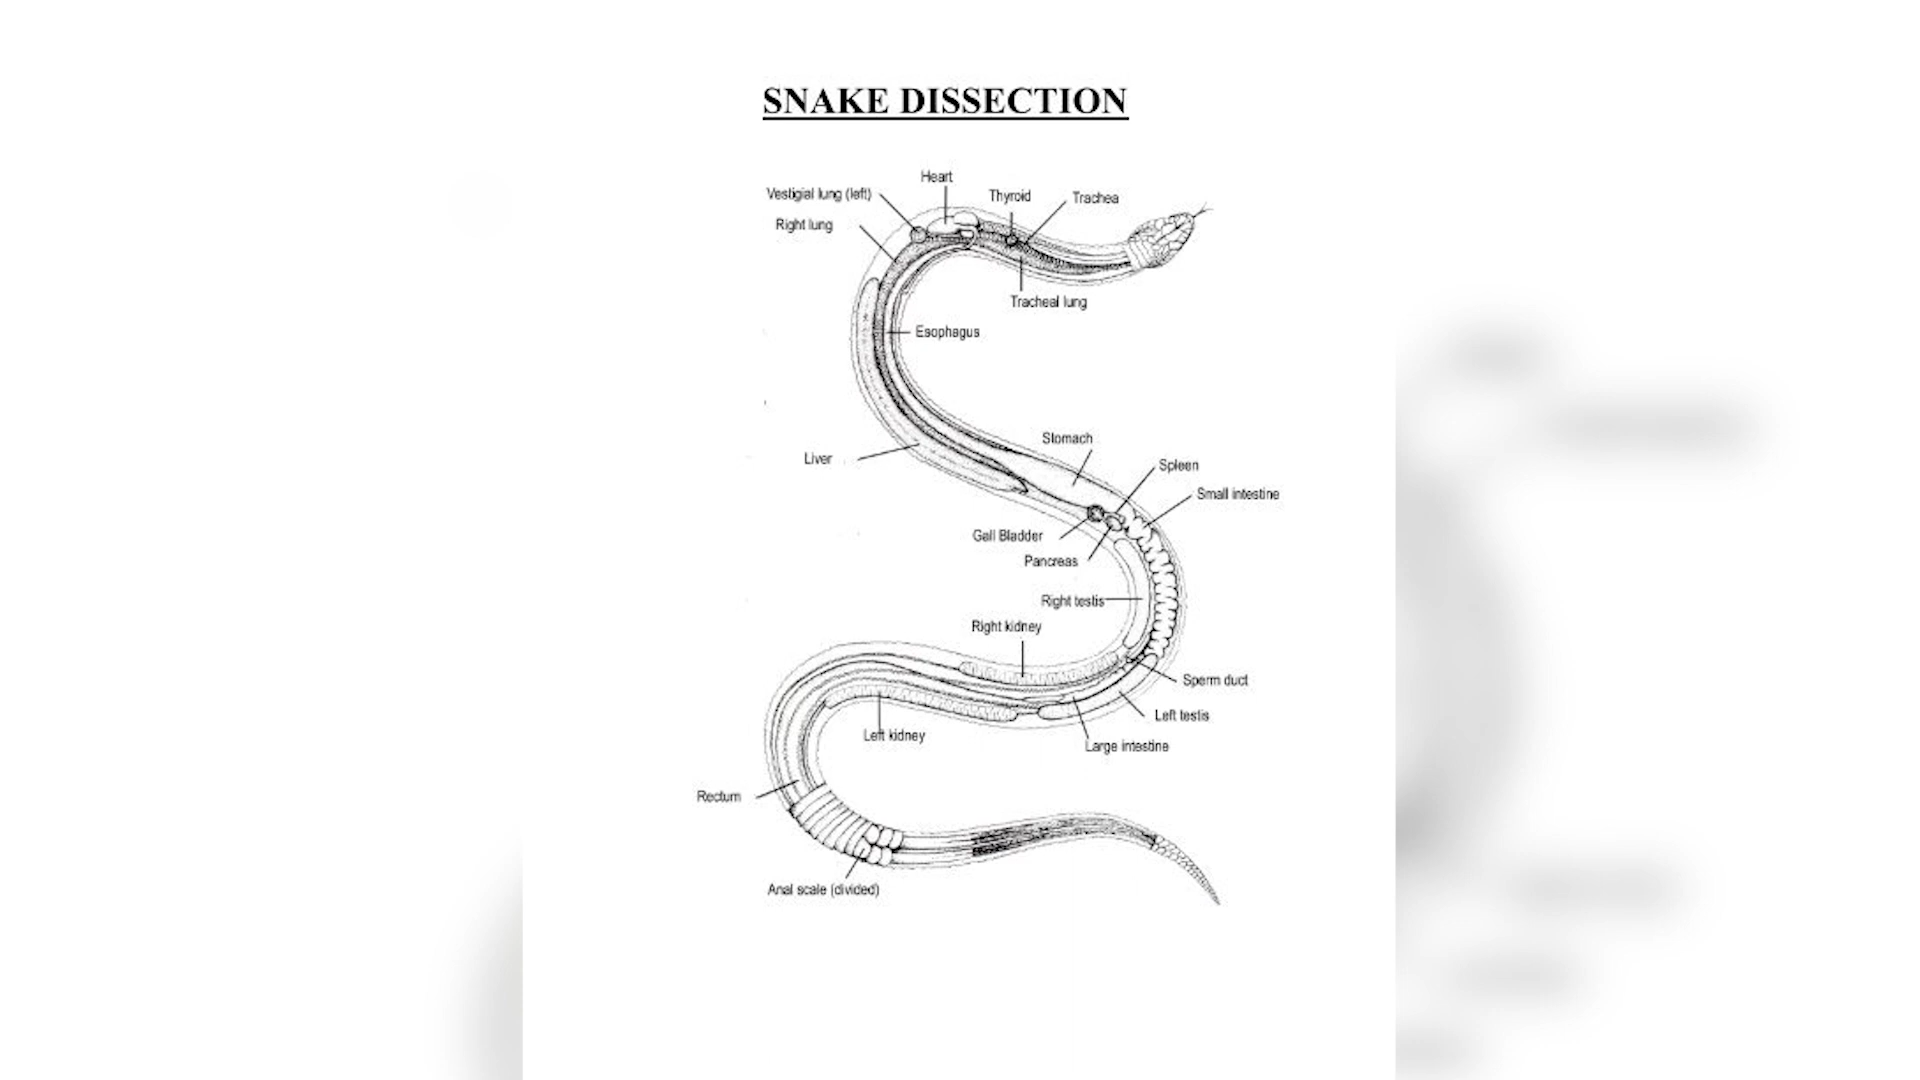 SNAKE DISSECTION
Heart
Vestigial lung (left)
Thyroid
Trachea
Right lung
Tracheal lung
Esophagus
Stomach
Liver
Spleen
Small intestine
Gall Bladder
Pancreas
Right testis
Right kidney
Sperm duct
Left testis
Left kidney
Large intestine
Rectum
Anal scale (divided)